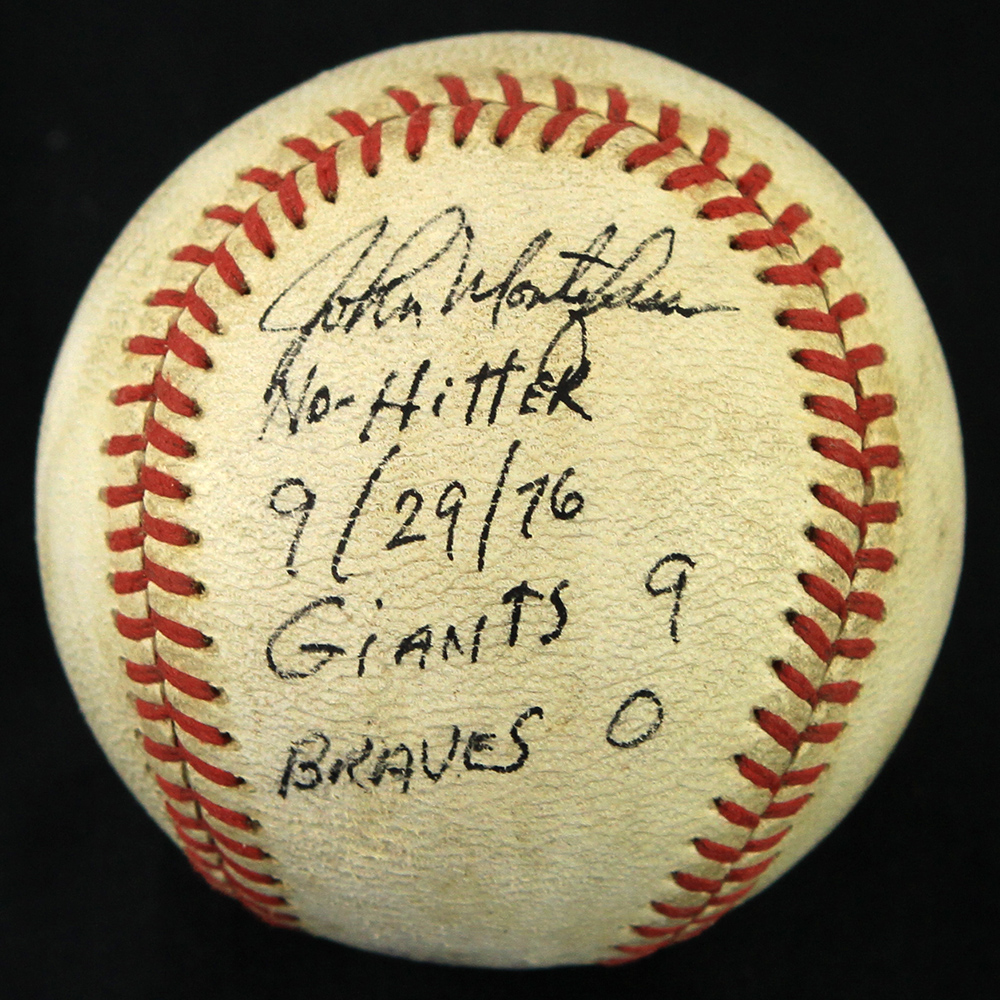 John Montefusco
No-HittER
9/29/76
GiANTS 9
BRAVES 0